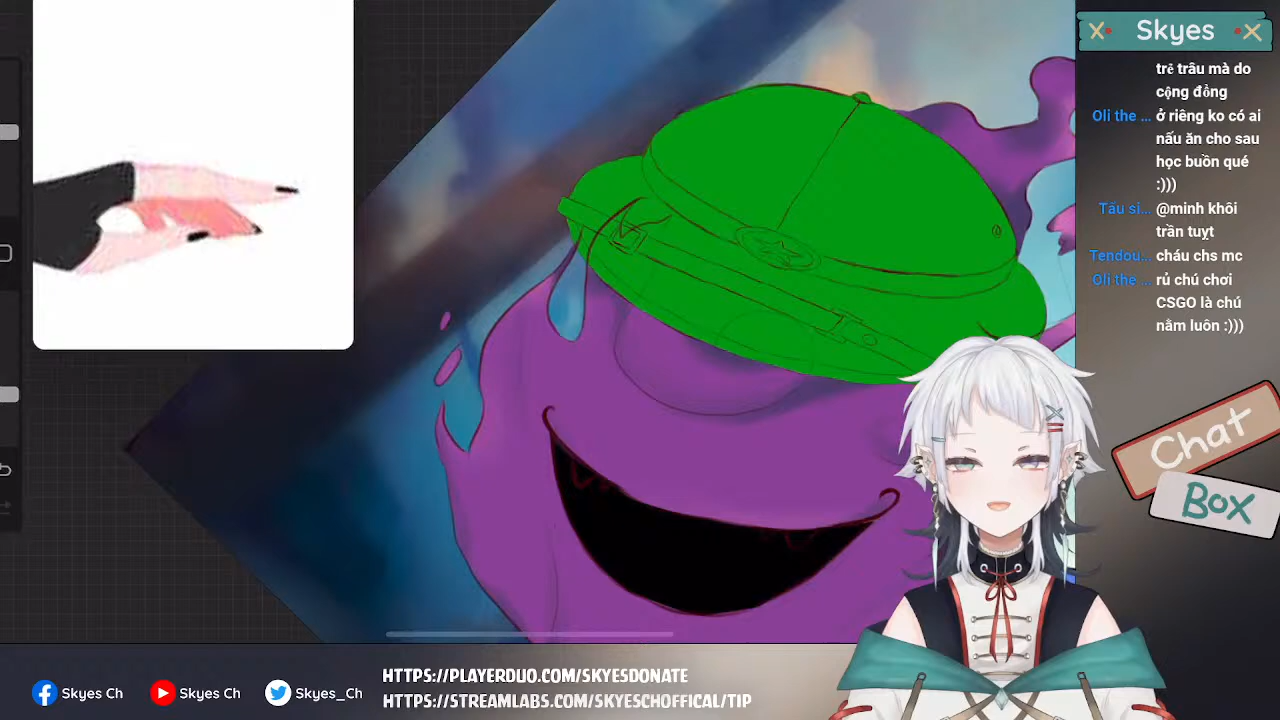 Skyes
trẻ trâu mà do
cộng đồng
Oli the ... ở riêng ko có ai
nấu ăn cho sau
học buồn qué
:)))
Tấu si... @minh khôi
trần tuỵt
Tendou... cháu chs mc
Oli the ... rủ chú chơi
CSGO là chú
nằm luôn :)))
Chat
Box
HTTPS://PLAYERDUO.COM/SKYESDONATE
Skyes Ch Skyes Ch Skyes_Ch
HTTPS://STREAMLABS.COM/SKYESCHOFFICAL/TIP